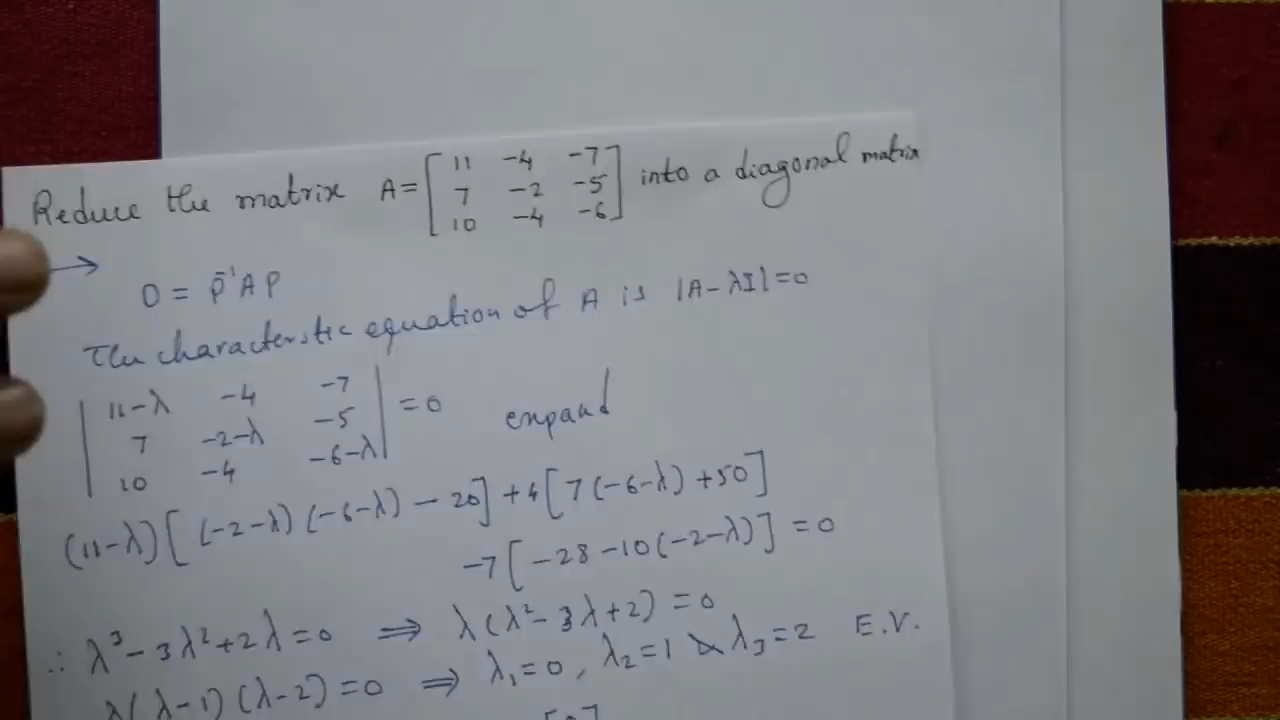 Reduce the matrix A = [ 11 -4 -7
7 -2 -5
10 -4 -6 ] into a diagonal matrix
→ D = P⁻¹AP
The characterstic equation of A is |A-λI|=0
| 11-λ -4 -7
7 -2-λ -5
10 -4 -6-λ | = 0 expand
(11-λ)[(-2-λ)(-6-λ) - 20] + 4[7(-6-λ) +50]
-7[-28 -10(-2-λ)] = 0
∴ λ³-3λ²+2λ=0 ⇒ λ(λ²-3λ+2) = 0
λ(λ-1)(λ-2)=0 ⇒ λ₁=0, λ₂=1 & λ₃=2 E.V.